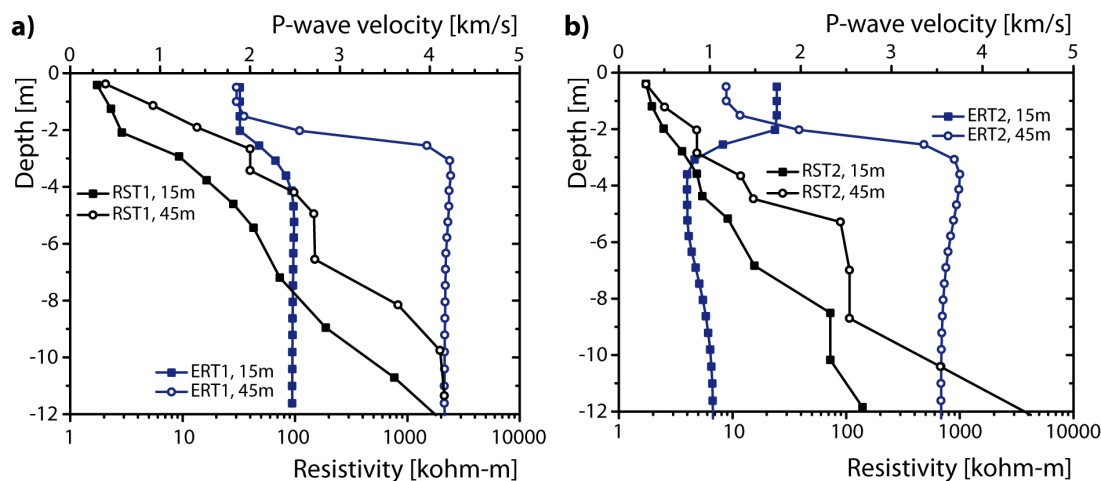 a)
P-wave velocity [km/s]
0 1 2 3 4 5
Depth [m]
0
-2
-4
-6
-8
-10
-12
RST1, 15m
RST1, 45m
ERT1, 15m
ERT1, 45m
1 10 100 1000 10000
Resistivity [kohm-m]
b)
P-wave velocity [km/s]
0 1 2 3 4 5
Depth [m]
0
-2
-4
-6
-8
-10
-12
ERT2, 15m
ERT2, 45m
RST2, 15m
RST2, 45m
1 10 100 1000 10000
Resistivity [kohm-m]